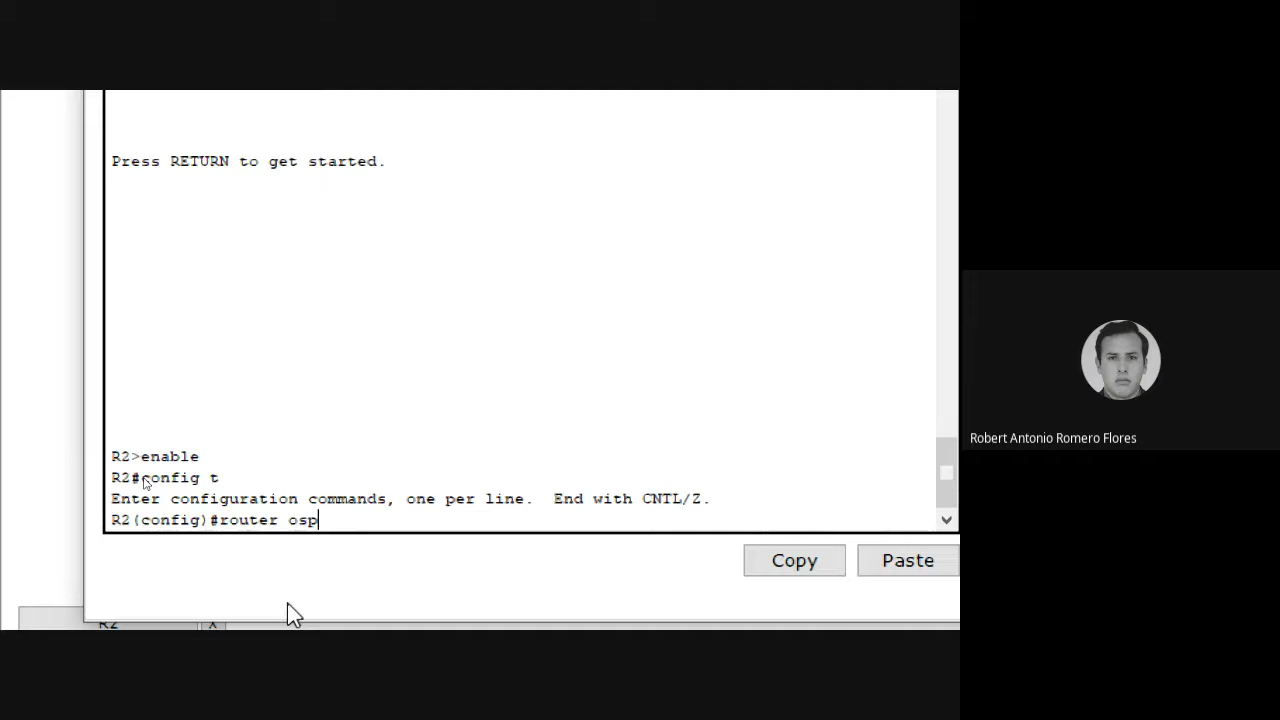 Press RETURN to get started.
R2>enable
R2#config t
Enter configuration commands, one per line.  End with CNTL/Z.
R2(config)#router osp
Copy
Paste
R2
X
Robert Antonio Romero Flores